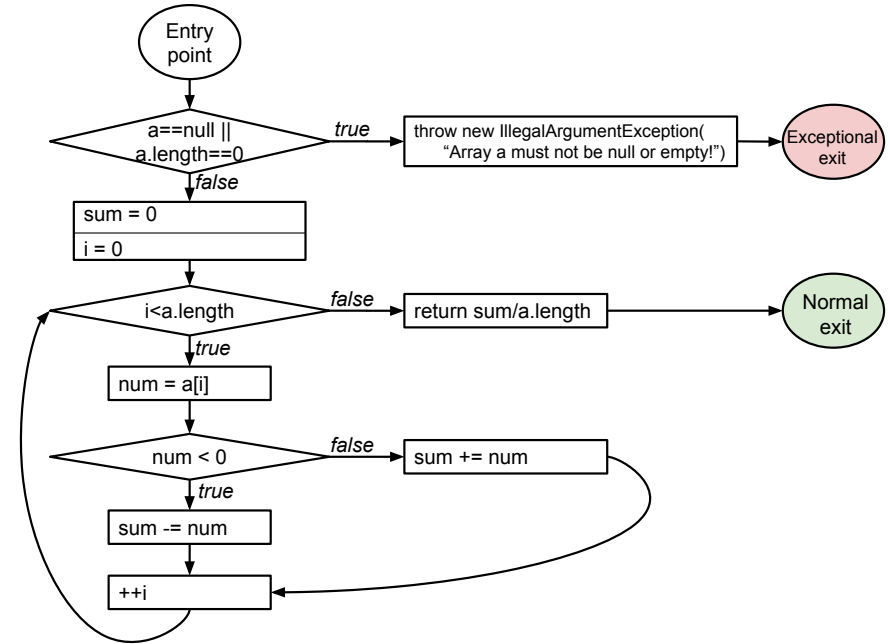 Entry
point
a==null ||
a.length==0
true
throw new IllegalArgumentException(
“Array a must not be null or empty!”)
Exceptional
exit
false
sum = 0
i = 0
i<a.length
false
return sum/a.length
Normal
exit
true
num = a[i]
num < 0
false
sum += num
true
sum -= num
++i